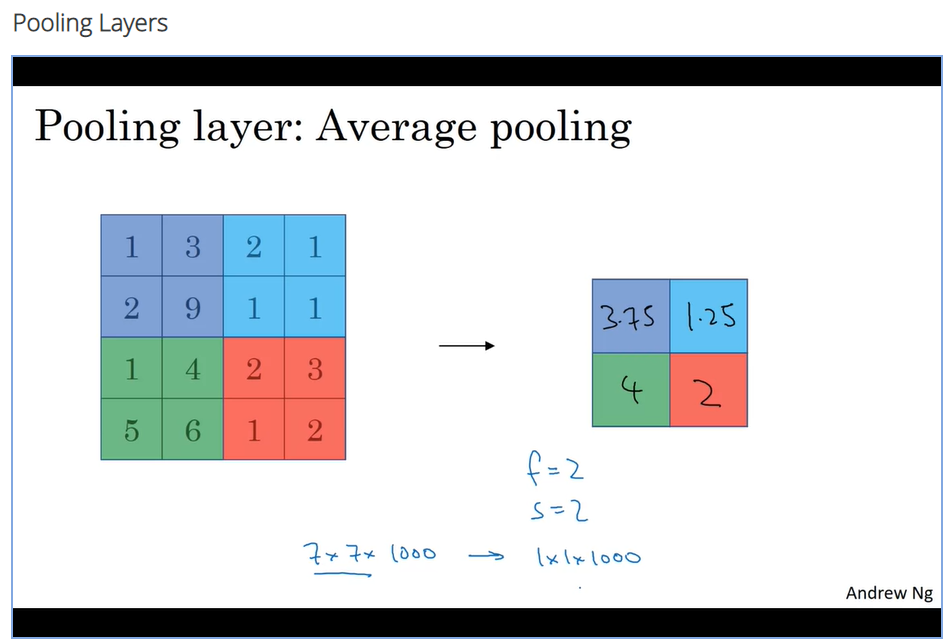 Pooling Layers
Pooling layer: Average pooling
1 3 2 1
2 9 1 1
1 4 2 3
5 6 1 2
3.75 1.25
4 2
f = 2
s = 2
7 x 7 x 1000 → 1 x 1 x 1000
Andrew Ng